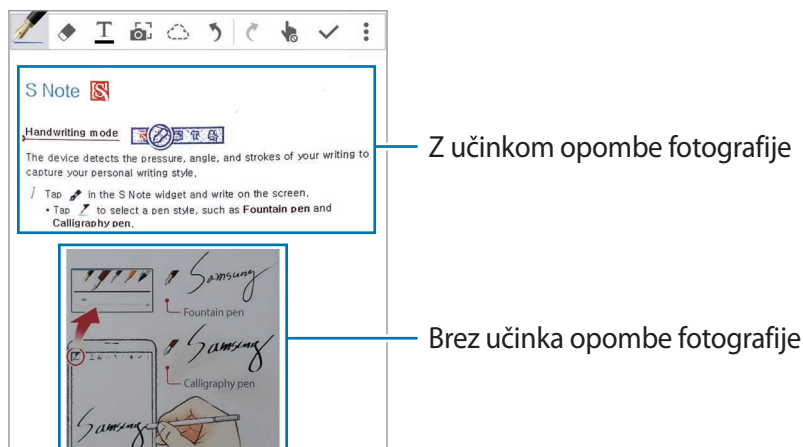 T
S Note
Handwriting mode
The device detects the pressure, angle, and strokes of your writing to
capture your personal writing style.
1 Tap in the S Note widget and write on the screen.
• Tap to select a pen style, such as Fountain pen and
Calligraphy pen.
Z učinkom opombe fotografije
Samsung
Fountain pen
Samsung
Brez učinka opombe fotografije
Calligraphy pen
Samsung